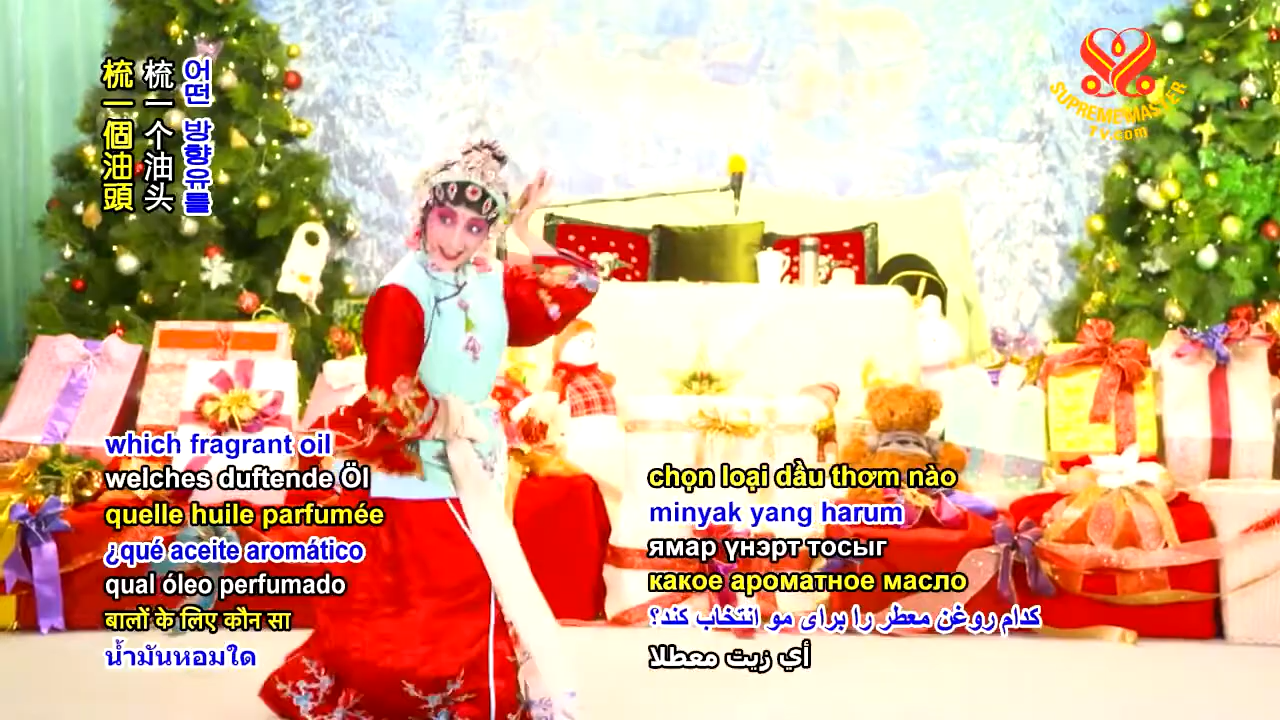 梳一個油頭
梳一个油头
어떤 방향유를
SUPREME MASTER
TV.com
which fragrant oil
welches duftende Öl
quelle huile parfumée
¿qué aceite aromático
qual óleo perfumado
बालों के लिए कौन सा
น้ำมันหอมใด
chọn loại dầu thơm nào
minyak yang harum
ямар үнэрт тосыг
какое ароматное масло
کدام روغن معطر را برای مو انتخاب کند؟
أي زيت معطلا